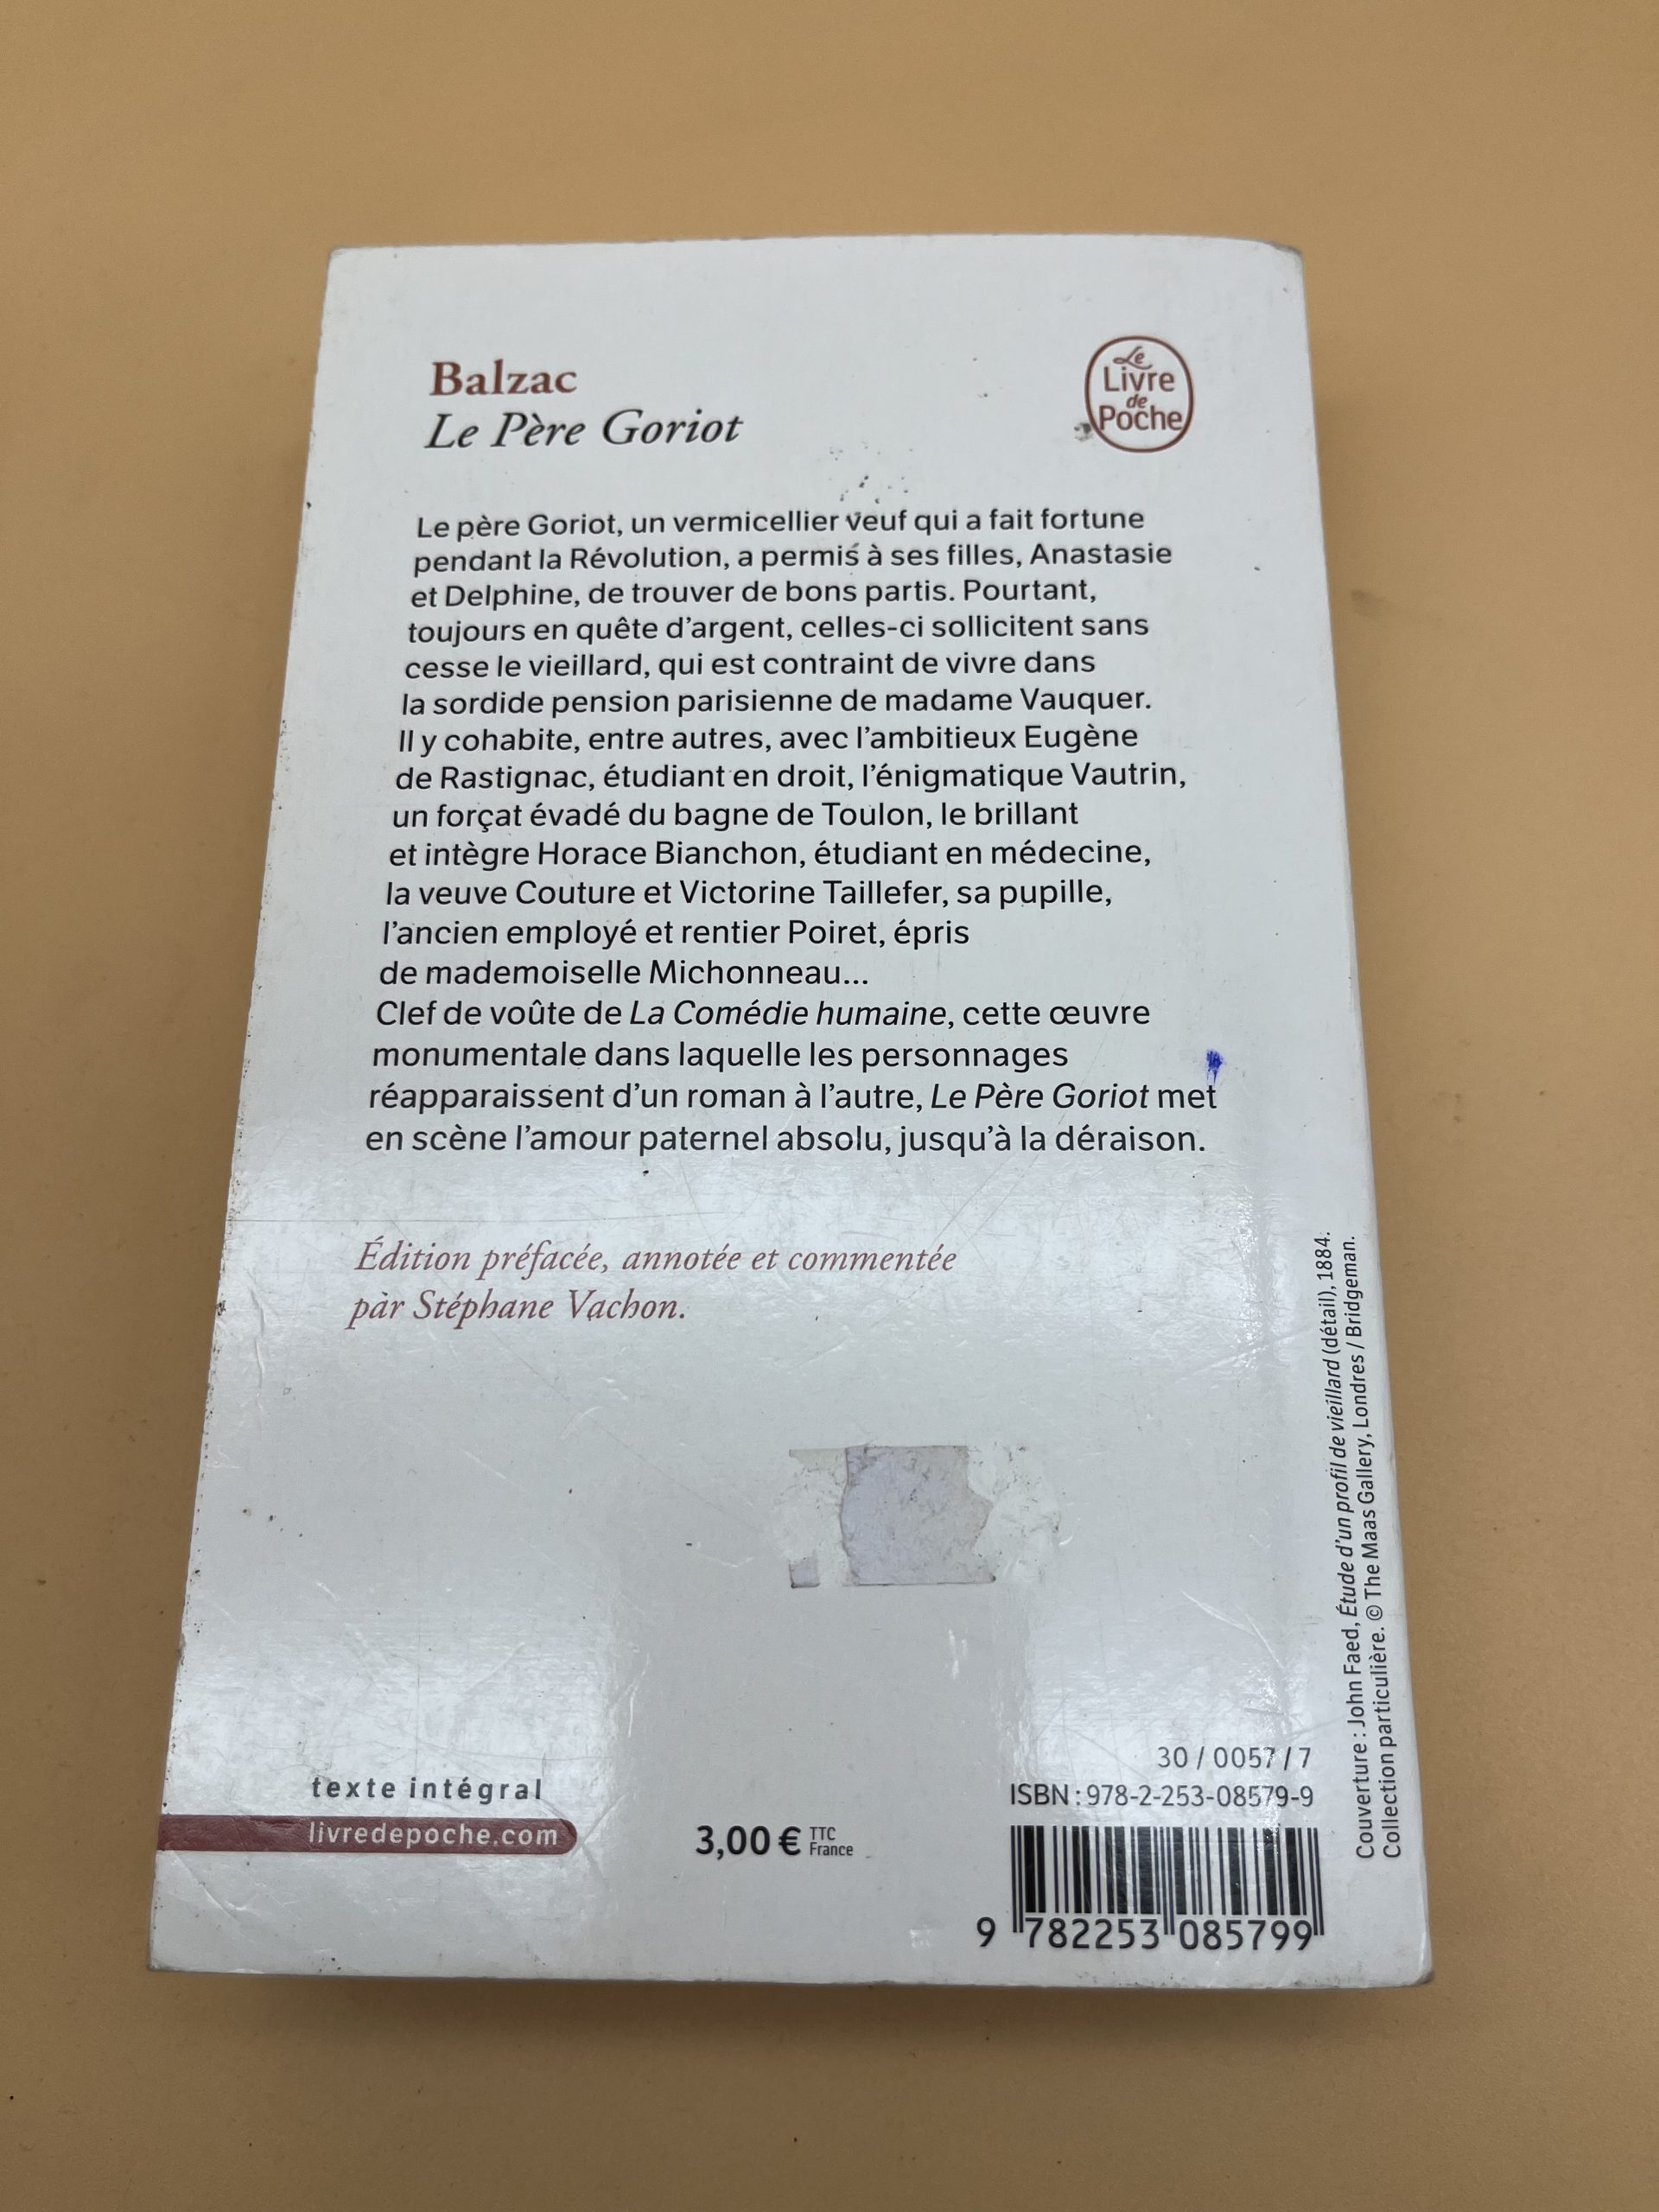 Balzac
Le Père Goriot
Le
Livre
de
Poche
Le père Goriot, un vermicellier veuf qui a fait fortune
pendant la Révolution, a permis à ses filles, Anastasie
et Delphine, de trouver de bons partis. Pourtant,
toujours en quête d'argent, celles-ci sollicitent sans
cesse le vieillard, qui est contraint de vivre dans
la sordide pension parisienne de madame Vauquer.
Il y cohabite, entre autres, avec l'ambitieux Eugène
de Rastignac, étudiant en droit, l'énigmatique Vautrin,
un forçat évadé du bagne de Toulon, le brillant
et intègre Horace Bianchon, étudiant en médecine,
la veuve Couture et Victorine Taillefer, sa pupille,
l'ancien employé et rentier Poiret, épris
de mademoiselle Michonneau...
Clef de voûte de La Comédie humaine, cette œuvre
monumentale dans laquelle les personnages
réapparaissent d'un roman à l'autre, Le Père Goriot met
en scène l'amour paternel absolu, jusqu'à la déraison.
Édition préfacée, annotée et commentée
par Stéphane Vachon.
Couverture : John Faed, Étude d'un profil de vieillard (détail), 1884.
Collection particulière. © The Maas Gallery, Londres / Bridgeman.
texte intégral
livredepoche.com
3,00 € TTC
France
30 / 0057 / 7
ISBN : 978-2-253-08579-9
9 782253 085799